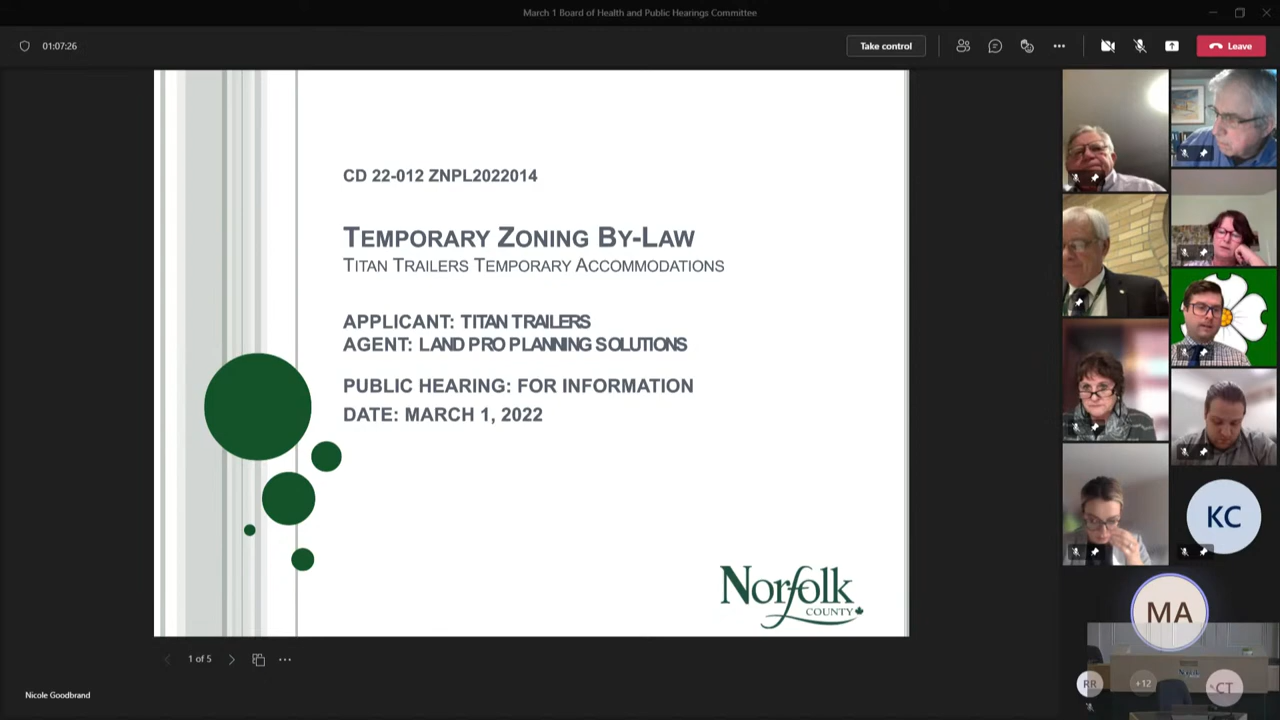 March 1 Board of Health and Public Hearings Committee
01:07:26
Take control
Leave
CD 22-012 ZNPL2022014
TEMPORARY ZONING BY-LAW
TITAN TRAILERS TEMPORARY ACCOMMODATIONS
APPLICANT: TITAN TRAILERS
AGENT: LAND PRO PLANNING SOLUTIONS
PUBLIC HEARING: FOR INFORMATION
DATE: MARCH 1, 2022
Norfolk
COUNTY
1 of 5
Nicole Goodbrand
KC
MA
RR
+12
CT